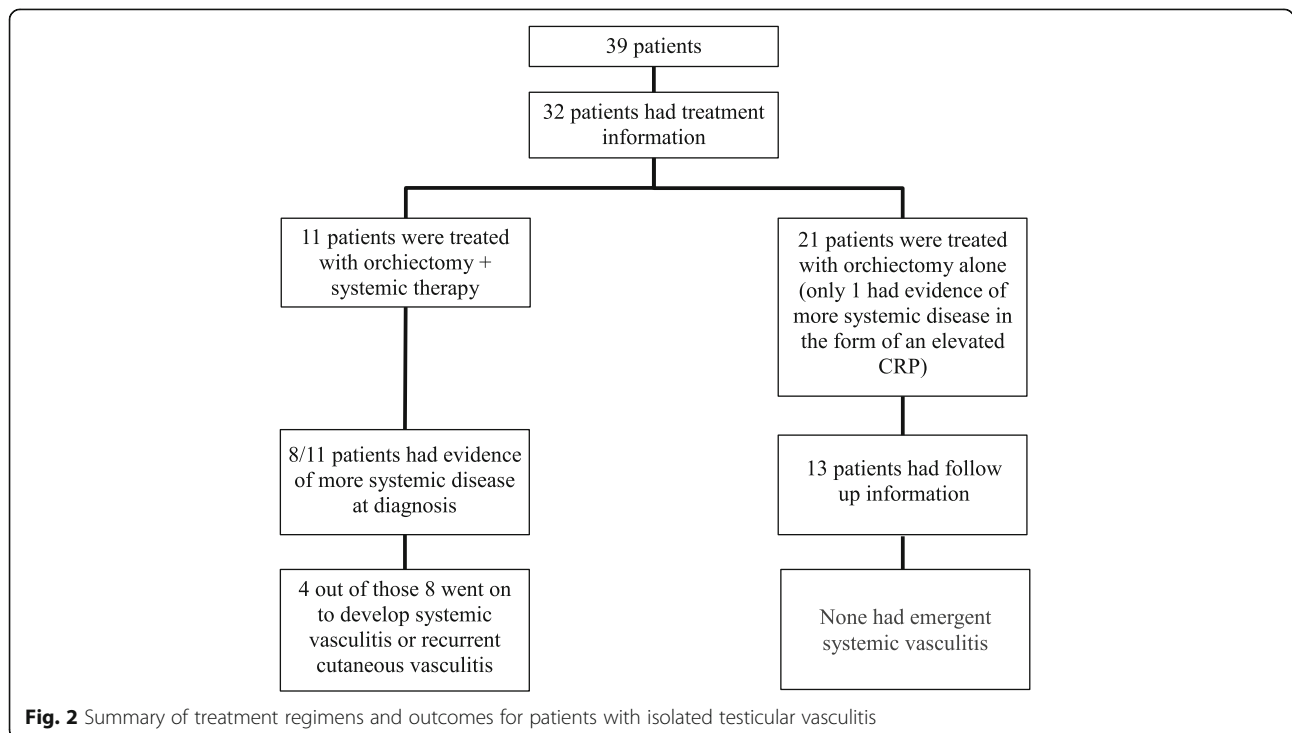 39 patients
32 patients had treatment
information
11 patients were treated
with orchiectomy +
systemic therapy
8/11 patients had evidence
of more systemic disease
at diagnosis
4 out of those 8 went on
to develop systemic
vasculitis or recurrent
cutaneous vasculitis
21 patients were treated
with orchiectomy alone
(only 1 had evidence of
more systemic disease in
the form of an elevated
CRP)
13 patients had follow
up information
None had emergent
systemic vasculitis
Fig. 2 Summary of treatment regimens and outcomes for patients with isolated testicular vasculitis